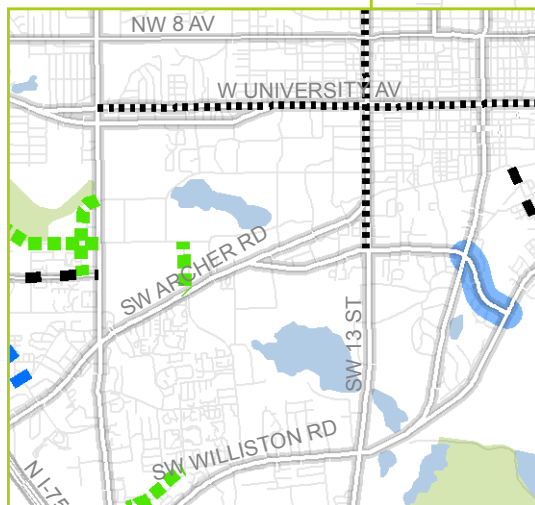 NW 8 AV
W UNIVERSITY AV
SW ARCHER RD
SW 13 ST
SW WILLISTON RD
N I-75